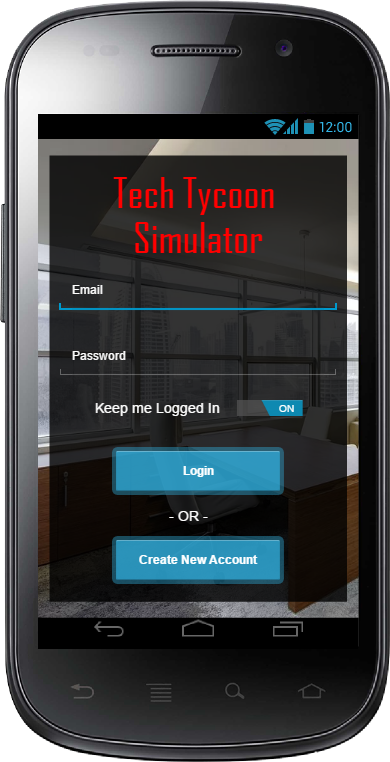 12:00
Tech Tycoon
Simulator
Email
Password
Keep me Logged In ON
Login
- OR -
Create New Account